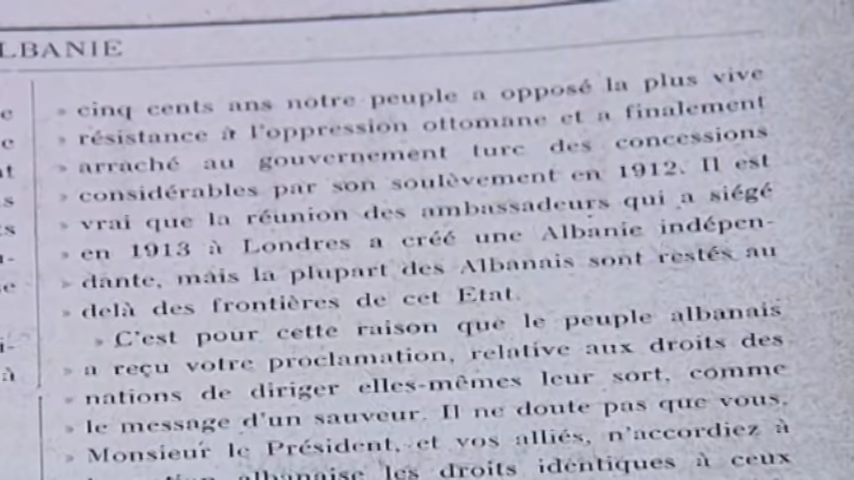 LBANIE
» cinq cents ans notre peuple a opposé la plus vive
» résistance à l'oppression ottomane et a finalement
» arraché au gouvernement turc des concessions
» considérables par son soulèvement en 1912. Il est
» vrai que la réunion des ambassadeurs qui a siégé
» en 1913 à Londres a créé une Albanie indépen-
» dante, mais la plupart des Albanais sont restés au
» delà des frontières de cet Etat.
» C'est pour cette raison que le peuple albanais
» a reçu votre proclamation, relative aux droits des
» nations de diriger elles-mêmes leur sort, comme
» le message d'un sauveur. Il ne doute pas que vous,
» Monsieur le Président, et vos alliés, n'accordiez à
albanaise les droits identiques à ceux